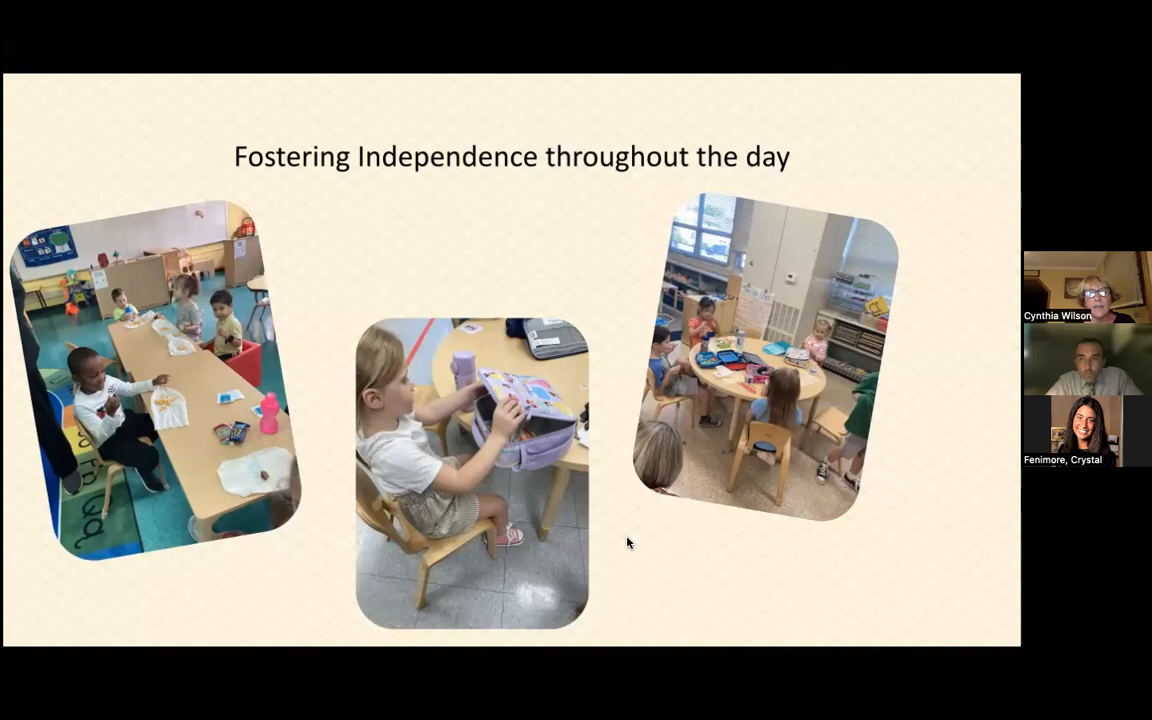 Fostering Independence throughout the day
Cynthia Wilson
Fenimore, Crystal